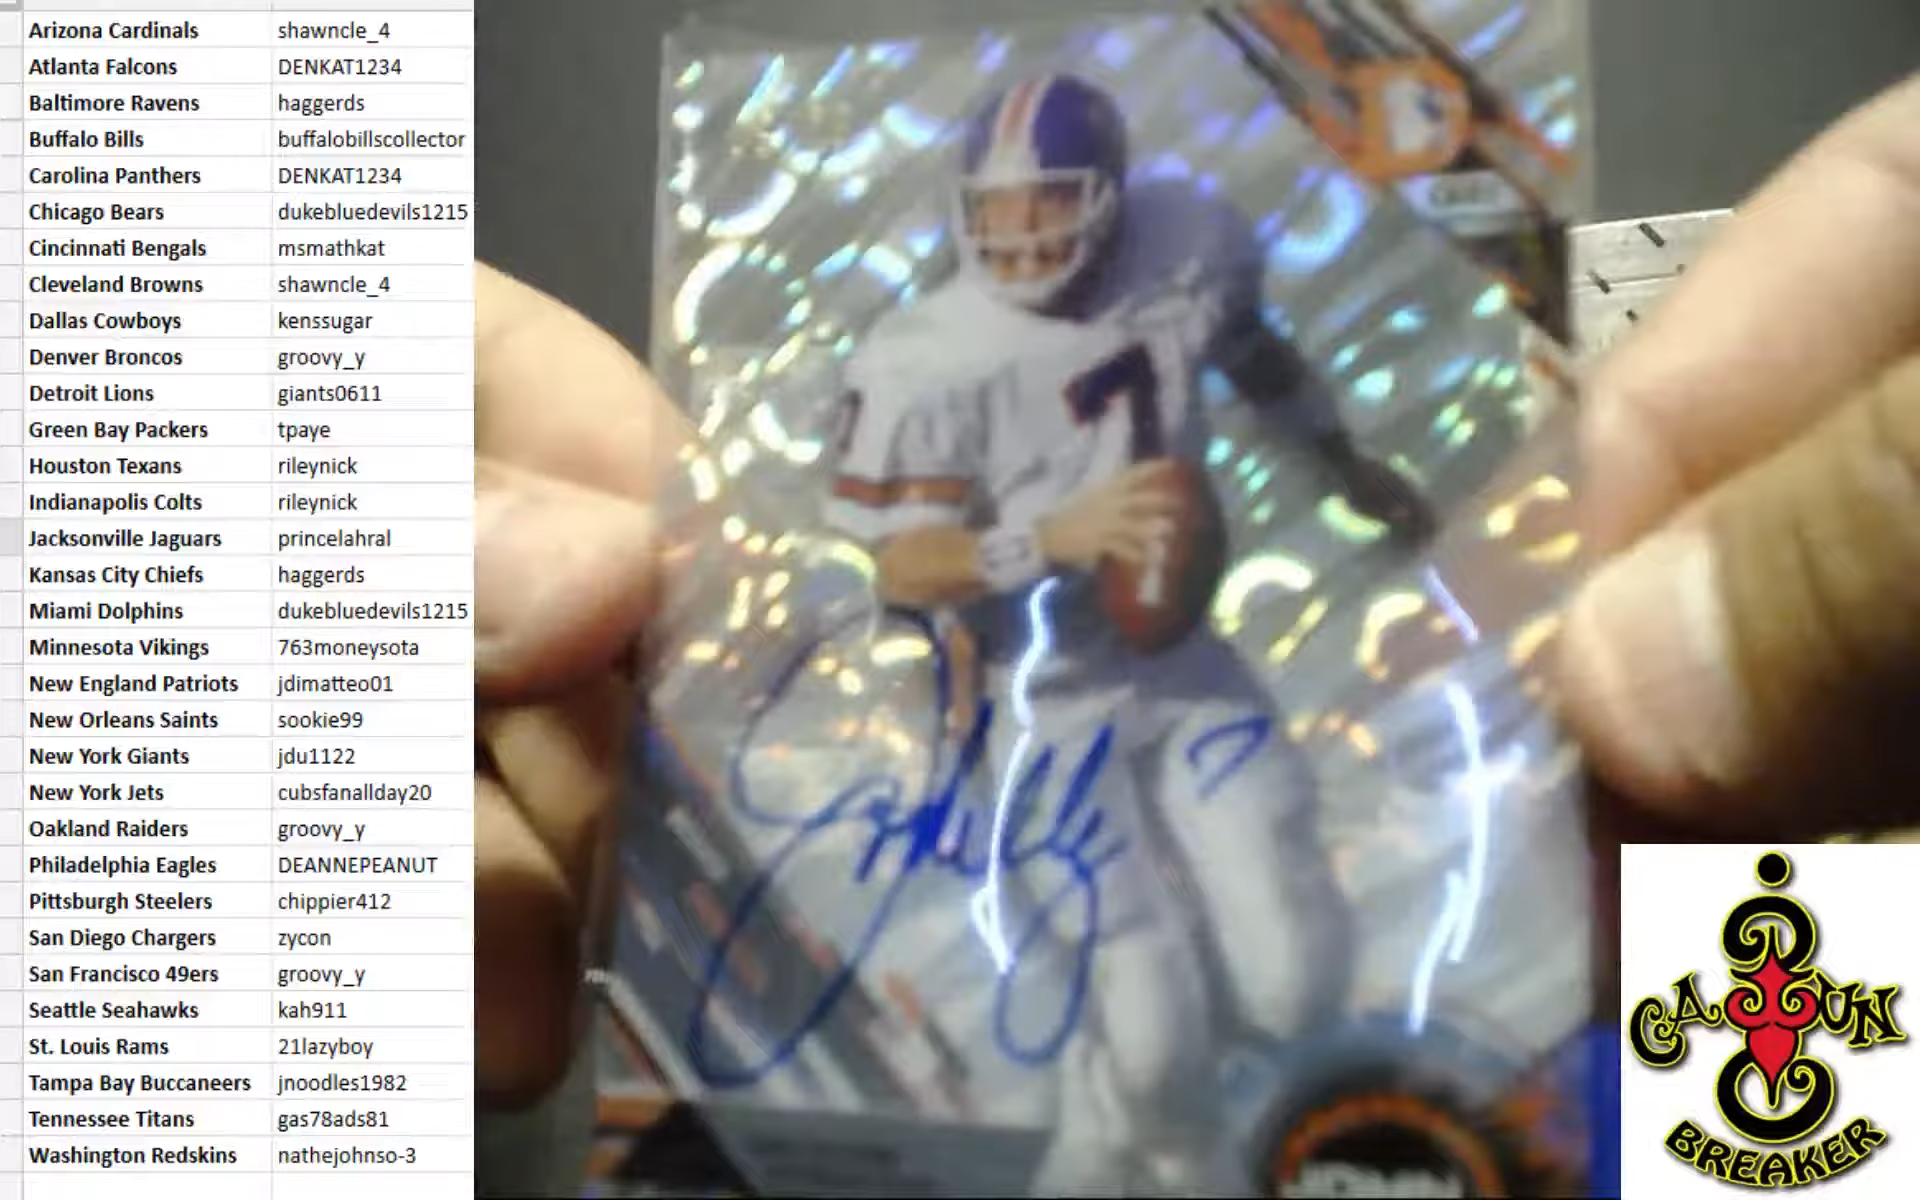 Arizona Cardinals shawncle_4
Atlanta Falcons DENKAT1234
Baltimore Ravens haggerds
Buffalo Bills buffalobillscollector
Carolina Panthers DENKAT1234
Chicago Bears dukebluedevils1215
Cincinnati Bengals msmathkat
Cleveland Browns shawncle_4
Dallas Cowboys kenssugar
Denver Broncos groovy_y
Detroit Lions giants0611
Green Bay Packers tpaye
Houston Texans rileynick
Indianapolis Colts rileynick
Jacksonville Jaguars princelahral
Kansas City Chiefs haggerds
Miami Dolphins dukebluedevils1215
Minnesota Vikings 763moneysota
New England Patriots jdimatteo01
New Orleans Saints sookie99
New York Giants jdu1122
New York Jets cubsfanallday20
Oakland Raiders groovy_y
Philadelphia Eagles DEANNEPEANUT
Pittsburgh Steelers chippier412
San Diego Chargers zycon
San Francisco 49ers groovy_y
Seattle Seahawks kah911
St. Louis Rams 21lazyboy
Tampa Bay Buccaneers jnoodles1982
Tennessee Titans gas78ads81
Washington Redskins nathejohnso-3
7
7
CAJUN
BREAKER